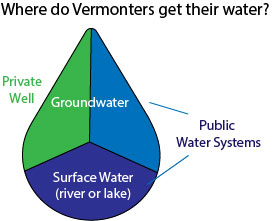 Where do Vermonters get their water?
Private
Well
Groundwater
Public
Water Systems
Surface Water
(river or lake)